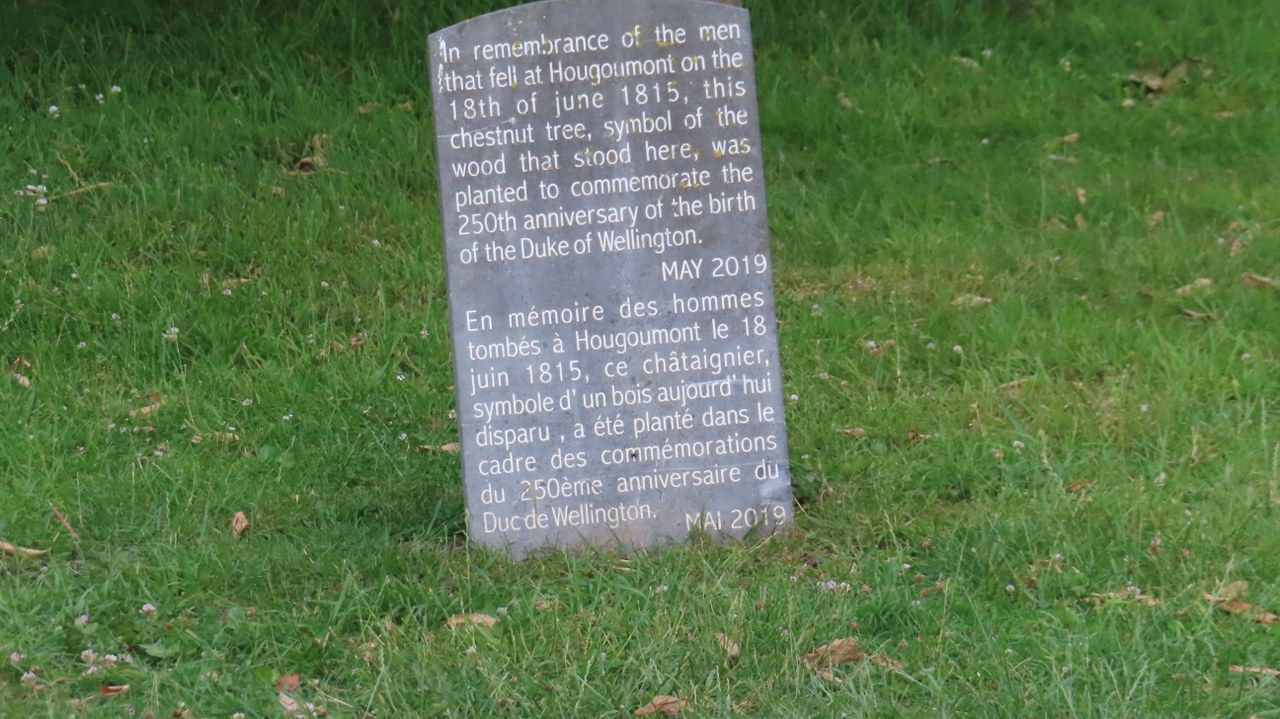 In remembrance of the men
that fell at Hougoumont on the
18th of june 1815, this
chestnut tree, symbol of the
wood that stood here, was
planted to commemorate the
250th anniversary of the birth
of the Duke of Wellington.
MAY 2019
En mémoire des hommes
tombés à Hougoumont le 18
juin 1815, ce châtaignier,
symbole d' un bois aujourd' hui
disparu , a été planté dans le
cadre des commémorations
du 250ème anniversaire du
Duc de Wellington. MAI 2019